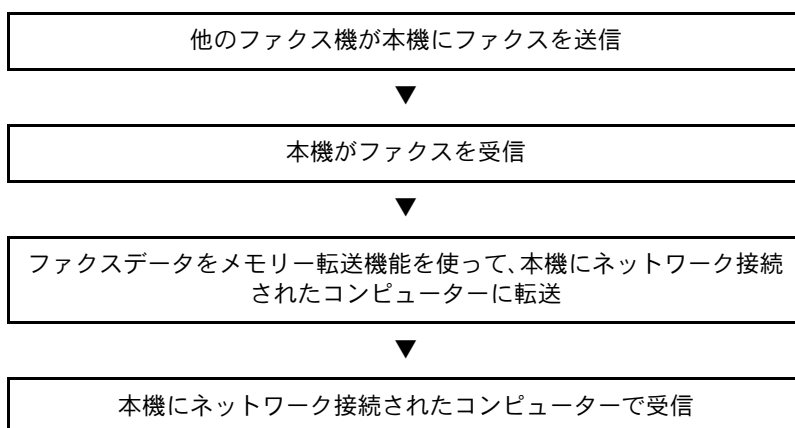 他のファクス機が本機にファクスを送信
▼
本機がファクスを受信
▼
ファクスデータをメモリー転送機能を使って、本機にネットワーク接続
されたコンピューターに転送
▼
本機にネットワーク接続されたコンピューターで受信